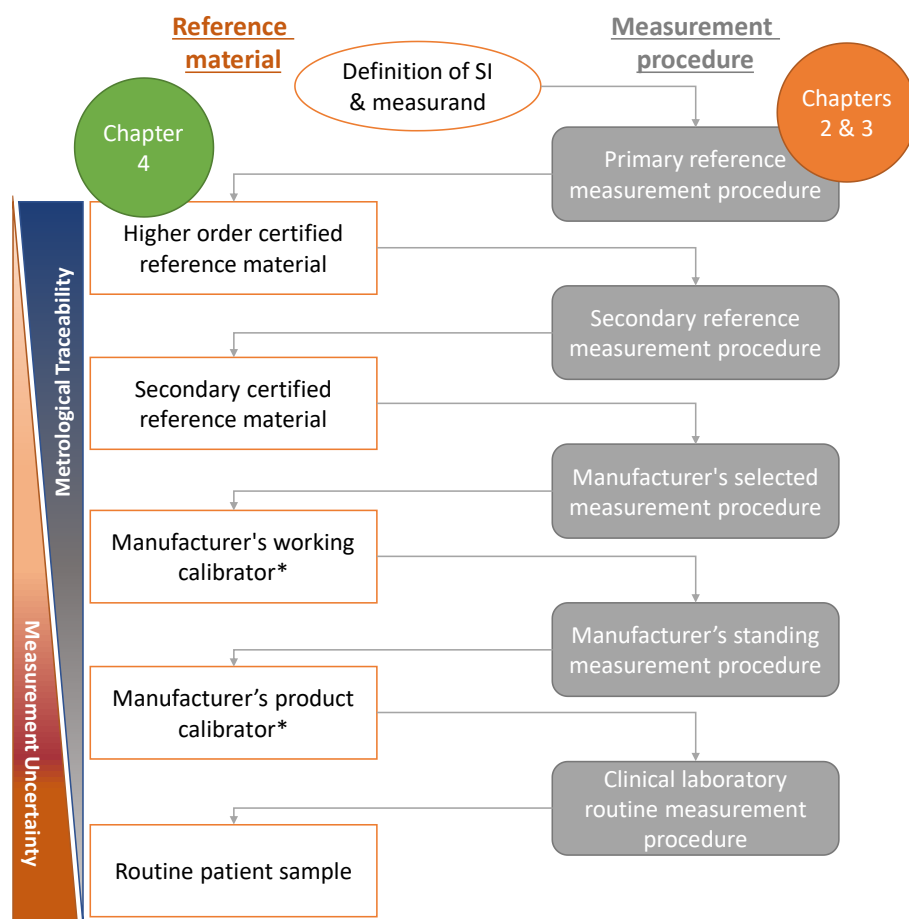 Reference
material
Measurement
procedure
Definition of SI
& measurand
Chapter
4
Chapters
2 & 3
Primary reference
measurement procedure
Higher order certified
reference material
Secondary reference
measurement procedure
Secondary certified
reference material
Manufacturer's selected
measurement procedure
Manufacturer's working
calibrator*
Manufacturer’s standing
measurement procedure
Manufacturer’s product
calibrator*
Clinical laboratory
routine measurement
procedure
Routine patient sample
Metrological Traceability
Measurement Uncertainty